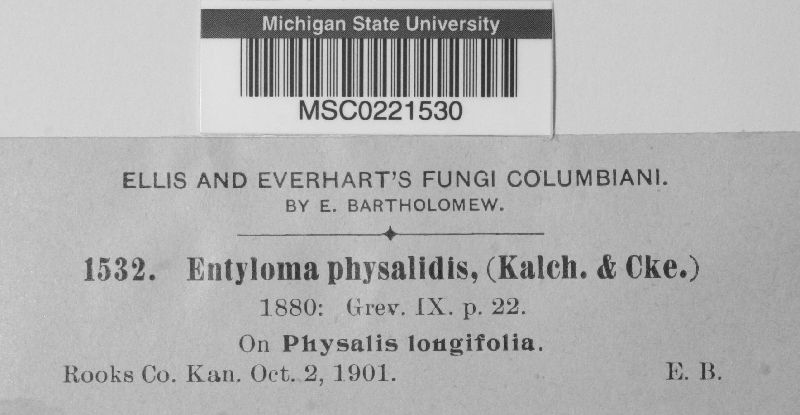 Michigan State University
MSC0221530
ELLIS AND EVERHART'S FUNGI COLUMBIANI.
BY E. BARTHOLOMEW.
1532. Entyloma physalidis, (Kalch. & Cke.)
1880: Grev. IX. p. 22.
On Physalis longifolia.
Rooks Co. Kan. Oct. 2, 1901. E. B.